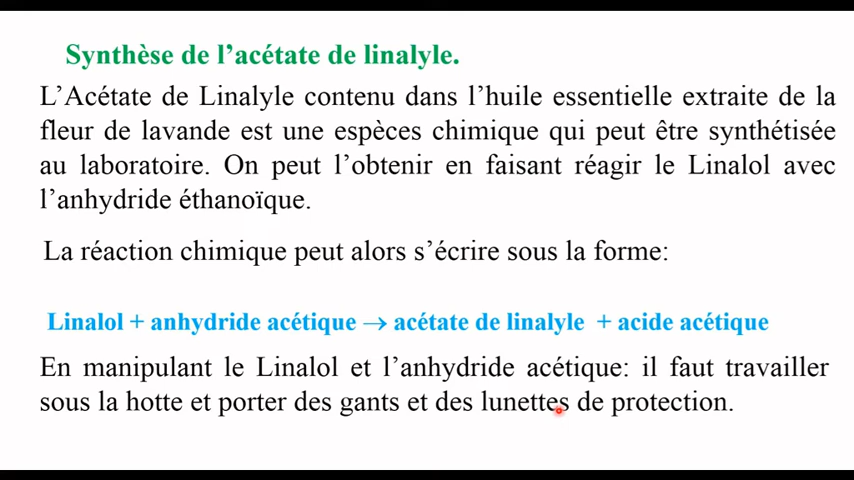 Synthèse de l’acétate de linalyle.
L’Acétate de Linalyle contenu dans l’huile essentielle extraite de la
fleur de lavande est une espèces chimique qui peut être synthétisée
au laboratoire. On peut l’obtenir en faisant réagir le Linalol avec
l’anhydride éthanoïque.
La réaction chimique peut alors s’écrire sous la forme:
Linalol + anhydride acétique → acétate de linalyle + acide acétique
En manipulant le Linalol et l’anhydride acétique: il faut travailler
sous la hotte et porter des gants et des lunettes de protection.